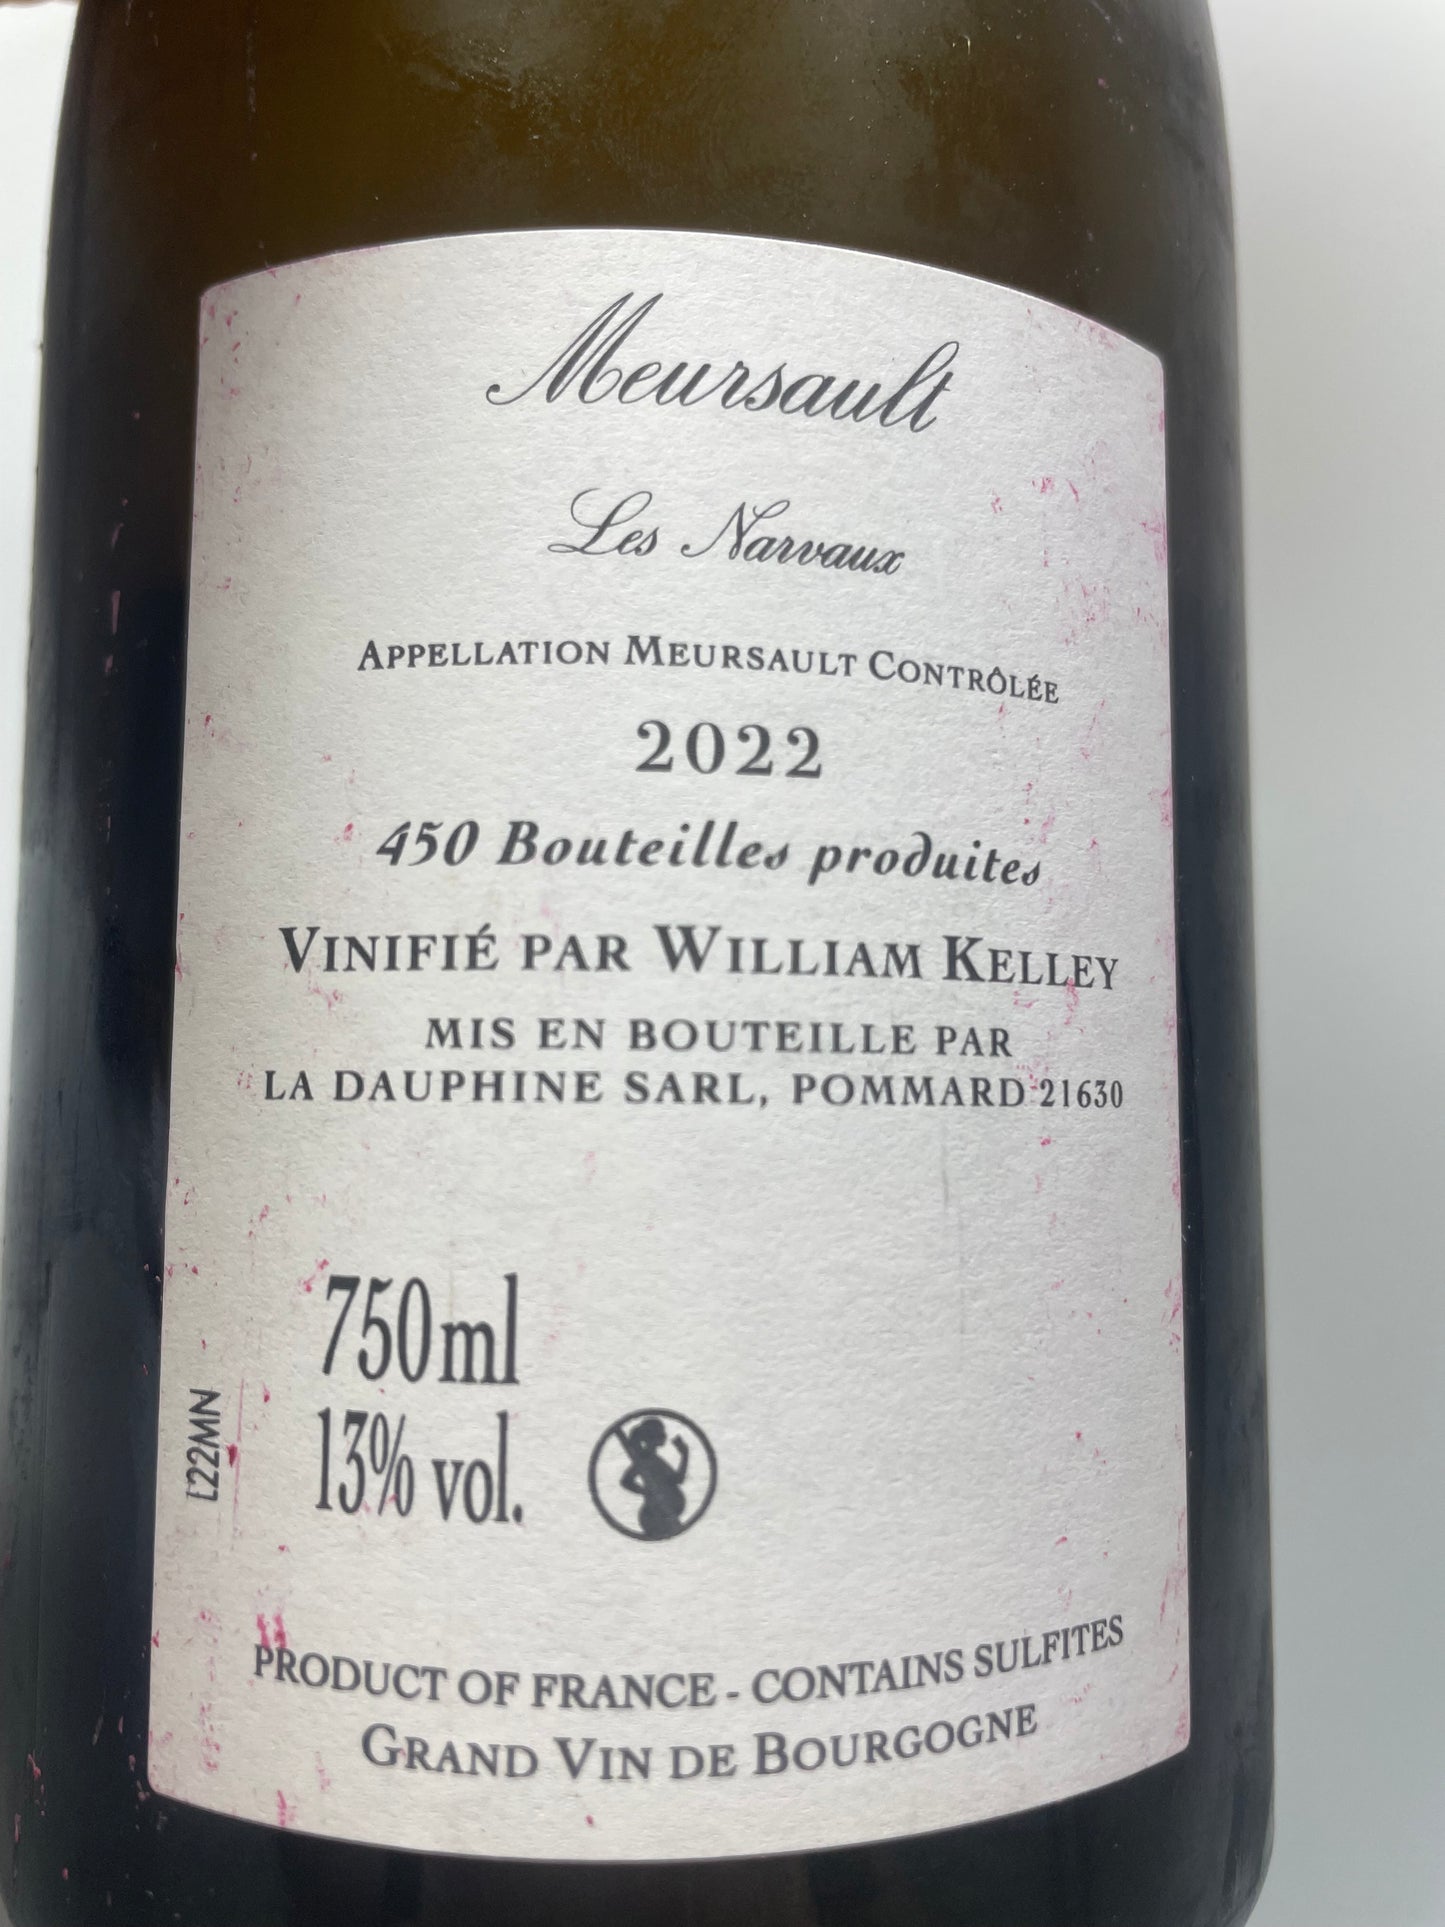 Meursault
Les Narvaux
APPELLATION MEURSAULT CONTRÔLÉE
2022
450 Bouteilles produites
VINIFIÉ PAR WILLIAM KELLEY
MIS EN BOUTEILLE PAR
LA DAUPHINE SARL, POMMARD 21630
750ml
13% vol.
L22MN
PRODUCT OF FRANCE - CONTAINS SULFITES
GRAND VIN DE BOURGOGNE